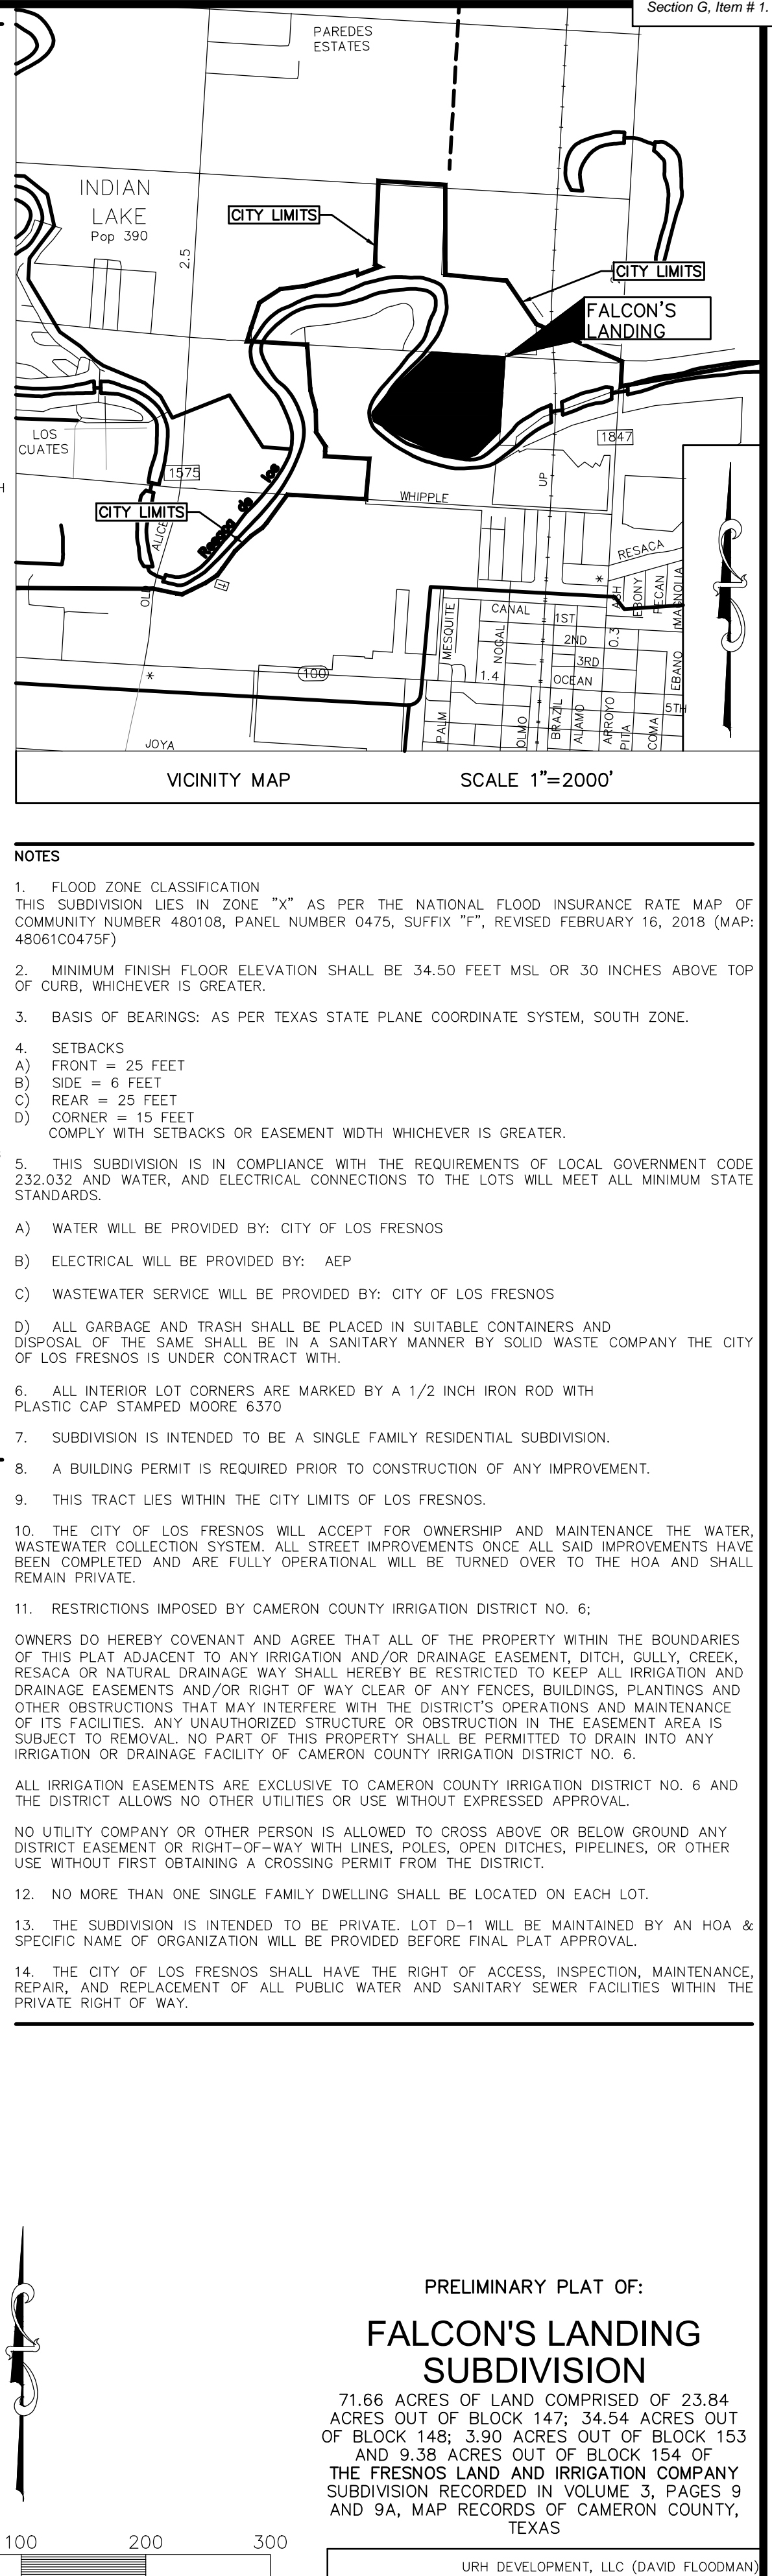 Section G, Item # 1.
PAREDES
ESTATES
INDIAN
LAKE
Pop 390
2.5
CITY LIMITS
CITY LIMITS
FALCON'S
LANDING
LOS
CUATES
1575
1847
UP
WHIPPLE
CITY LIMITS
Resaca de los
ALICE
OLD
RESACA
*
CANAL
1ST
2ND
3RD
OCEAN
5TH
MESQUITE
NOGAL
1.4
0.3
ASH
EBONY
PECAN
MAGNOLIA
EBANO
100
*
PALM
OLMO
BRAZIL
ALAMO
ARROYO
PITA
COMA
JOYA
VICINITY MAP SCALE 1"=2000'
NOTES
1. FLOOD ZONE CLASSIFICATION
THIS SUBDIVISION LIES IN ZONE "X" AS PER THE NATIONAL FLOOD INSURANCE RATE MAP OF
COMMUNITY NUMBER 480108, PANEL NUMBER 0475, SUFFIX "F", REVISED FEBRUARY 16, 2018 (MAP:
48061C0475F)
2. MINIMUM FINISH FLOOR ELEVATION SHALL BE 34.50 FEET MSL OR 30 INCHES ABOVE TOP
OF CURB, WHICHEVER IS GREATER.
3. BASIS OF BEARINGS: AS PER TEXAS STATE PLANE COORDINATE SYSTEM, SOUTH ZONE.
4. SETBACKS
A) FRONT = 25 FEET
B) SIDE = 6 FEET
C) REAR = 25 FEET
D) CORNER = 15 FEET
COMPLY WITH SETBACKS OR EASEMENT WIDTH WHICHEVER IS GREATER.
5. THIS SUBDIVISION IS IN COMPLIANCE WITH THE REQUIREMENTS OF LOCAL GOVERNMENT CODE
232.032 AND WATER, AND ELECTRICAL CONNECTIONS TO THE LOTS WILL MEET ALL MINIMUM STATE
STANDARDS.
A) WATER WILL BE PROVIDED BY: CITY OF LOS FRESNOS
B) ELECTRICAL WILL BE PROVIDED BY: AEP
C) WASTEWATER SERVICE WILL BE PROVIDED BY: CITY OF LOS FRESNOS
D) ALL GARBAGE AND TRASH SHALL BE PLACED IN SUITABLE CONTAINERS AND
DISPOSAL OF THE SAME SHALL BE IN A SANITARY MANNER BY SOLID WASTE COMPANY THE CITY
OF LOS FRESNOS IS UNDER CONTRACT WITH.
6. ALL INTERIOR LOT CORNERS ARE MARKED BY A 1/2 INCH IRON ROD WITH
PLASTIC CAP STAMPED MOORE 6370
7. SUBDIVISION IS INTENDED TO BE A SINGLE FAMILY RESIDENTIAL SUBDIVISION.
8. A BUILDING PERMIT IS REQUIRED PRIOR TO CONSTRUCTION OF ANY IMPROVEMENT.
9. THIS TRACT LIES WITHIN THE CITY LIMITS OF LOS FRESNOS.
10. THE CITY OF LOS FRESNOS WILL ACCEPT FOR OWNERSHIP AND MAINTENANCE THE WATER,
WASTEWATER COLLECTION SYSTEM. ALL STREET IMPROVEMENTS ONCE ALL SAID IMPROVEMENTS HAVE
BEEN COMPLETED AND ARE FULLY OPERATIONAL WILL BE TURNED OVER TO THE HOA AND SHALL
REMAIN PRIVATE.
11. RESTRICTIONS IMPOSED BY CAMERON COUNTY IRRIGATION DISTRICT NO. 6;
OWNERS DO HEREBY COVENANT AND AGREE THAT ALL OF THE PROPERTY WITHIN THE BOUNDARIES
OF THIS PLAT ADJACENT TO ANY IRRIGATION AND/OR DRAINAGE EASEMENT, DITCH, GULLY, CREEK,
RESACA OR NATURAL DRAINAGE WAY SHALL HEREBY BE RESTRICTED TO KEEP ALL IRRIGATION AND
DRAINAGE EASEMENTS AND/OR RIGHT OF WAY CLEAR OF ANY FENCES, BUILDINGS, PLANTINGS AND
OTHER OBSTRUCTIONS THAT MAY INTERFERE WITH THE DISTRICT'S OPERATIONS AND MAINTENANCE
OF ITS FACILITIES. ANY UNAUTHORIZED STRUCTURE OR OBSTRUCTION IN THE EASEMENT AREA IS
SUBJECT TO REMOVAL. NO PART OF THIS PROPERTY SHALL BE PERMITTED TO DRAIN INTO ANY
IRRIGATION OR DRAINAGE FACILITY OF CAMERON COUNTY IRRIGATION DISTRICT NO. 6.
ALL IRRIGATION EASEMENTS ARE EXCLUSIVE TO CAMERON COUNTY IRRIGATION DISTRICT NO. 6 AND
THE DISTRICT ALLOWS NO OTHER UTILITIES OR USE WITHOUT EXPRESSED APPROVAL.
NO UTILITY COMPANY OR OTHER PERSON IS ALLOWED TO CROSS ABOVE OR BELOW GROUND ANY
DISTRICT EASEMENT OR RIGHT-OF-WAY WITH LINES, POLES, OPEN DITCHES, PIPELINES, OR OTHER
USE WITHOUT FIRST OBTAINING A CROSSING PERMIT FROM THE DISTRICT.
12. NO MORE THAN ONE SINGLE FAMILY DWELLING SHALL BE LOCATED ON EACH LOT.
13. THE SUBDIVISION IS INTENDED TO BE PRIVATE. LOT D-1 WILL BE MAINTAINED BY AN HOA &
SPECIFIC NAME OF ORGANIZATION WILL BE PROVIDED BEFORE FINAL PLAT APPROVAL.
14. THE CITY OF LOS FRESNOS SHALL HAVE THE RIGHT OF ACCESS, INSPECTION, MAINTENANCE,
REPAIR, AND REPLACEMENT OF ALL PUBLIC WATER AND SANITARY SEWER FACILITIES WITHIN THE
PRIVATE RIGHT OF WAY.
PRELIMINARY PLAT OF:
FALCON'S LANDING
SUBDIVISION
71.66 ACRES OF LAND COMPRISED OF 23.84
ACRES OUT OF BLOCK 147; 34.54 ACRES OUT
OF BLOCK 148; 3.90 ACRES OUT OF BLOCK 153
AND 9.38 ACRES OUT OF BLOCK 154 OF
THE FRESNOS LAND AND IRRIGATION COMPANY
SUBDIVISION RECORDED IN VOLUME 3, PAGES 9
AND 9A, MAP RECORDS OF CAMERON COUNTY,
TEXAS
100 200 300
URH DEVELOPMENT, LLC (DAVID FLOODMAN)